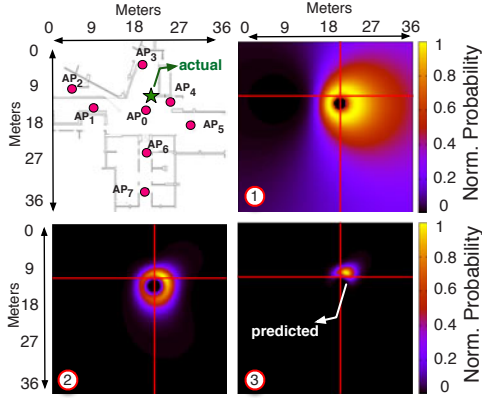 Meters
Meters
0 9 18 27 36
0 9 18 27 36
0
9
18
27
36
Meters
AP3
actual
AP2
AP4
AP1
AP0
AP5
AP6
AP7
1
1
0.8
0.6
0.4
0.2
0
Norm. Probability
0
9
18
27
36
Meters
2
predicted
3
1
0.8
0.6
0.4
0.2
0
Norm. Probability